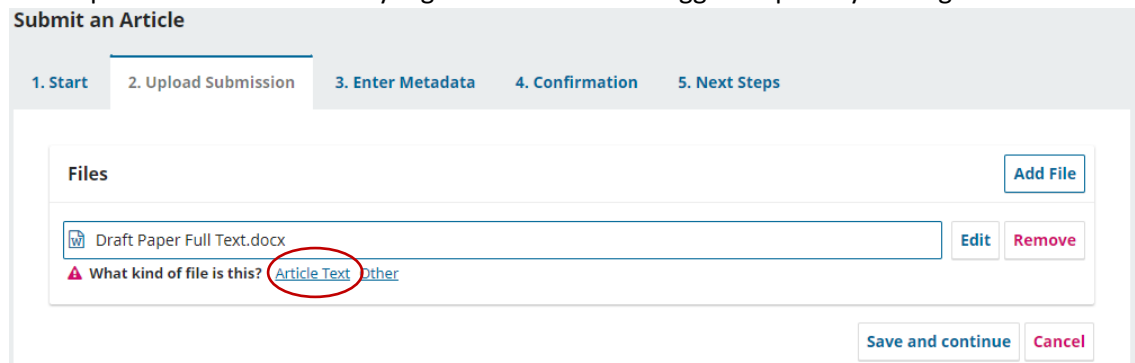 Submit an Article
1. Start 2. Upload Submission 3. Enter Metadata 4. Confirmation 5. Next Steps
Files Add File
Draft Paper Full Text.docx Edit Remove
What kind of file is this? Article Text Other
Save and continue Cancel